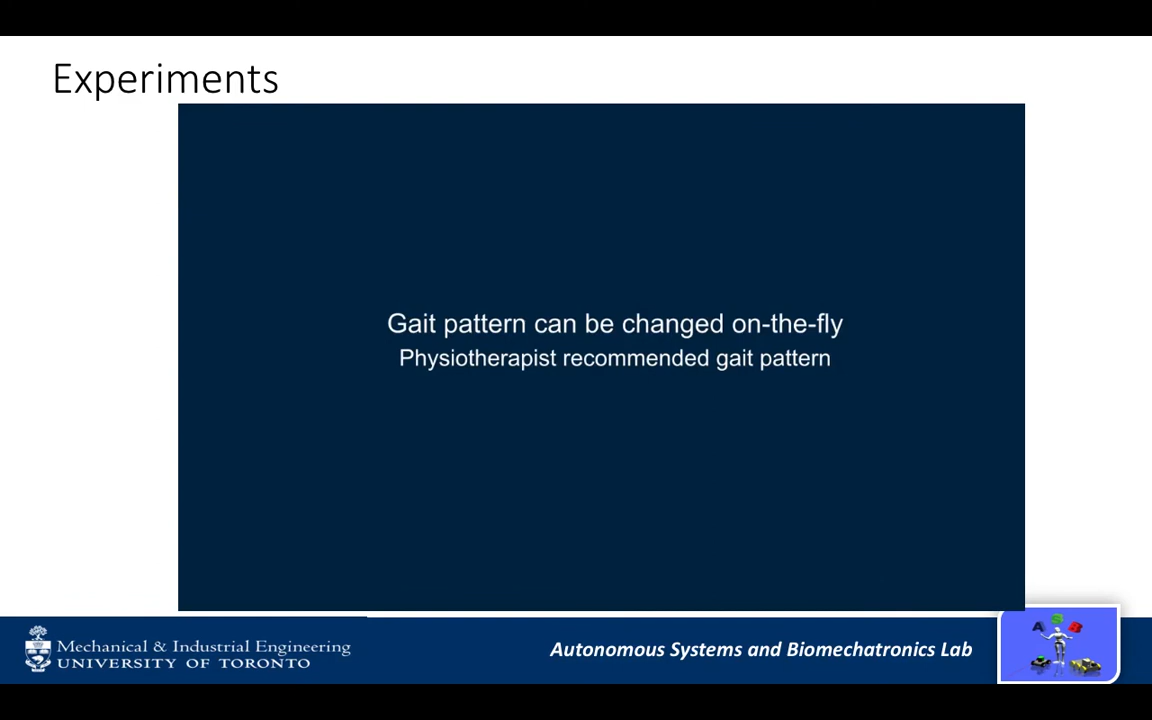 Experiments
Gait pattern can be changed on-the-fly
Physiotherapist recommended gait pattern
Mechanical & Industrial Engineering
UNIVERSITY OF TORONTO
Autonomous Systems and Biomechatronics Lab
A S B